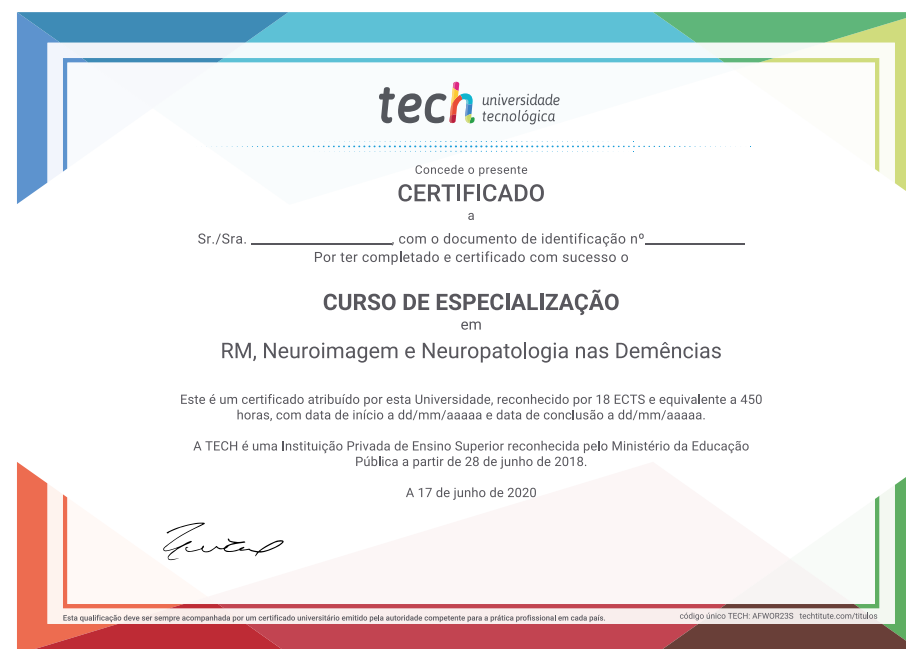 tech universidade
tecnológica
Concede o presente
CERTIFICADO
a
Sr./Sra. ____________________, com o documento de identificação nº______________
Por ter completado e certificado com sucesso o
CURSO DE ESPECIALIZAÇÃO
em
RM, Neuroimagem e Neuropatologia nas Demências
Este é um certificado atribuído por esta Universidade, reconhecido por 18 ECTS e equivalente a 450
horas, com data de início a dd/mm/aaaaa e data de conclusão a dd/mm/aaaaa.
A TECH é uma Instituição Privada de Ensino Superior reconhecida pelo Ministério da Educação
Pública a partir de 28 de junho de 2018.
A 17 de junho de 2020
Esta qualificação deve ser sempre acompanhada por um certificado universitário emitido pela autoridade competente para a prática profissional em cada país.
código único TECH: AFWOR23S techtitute.com/titulos